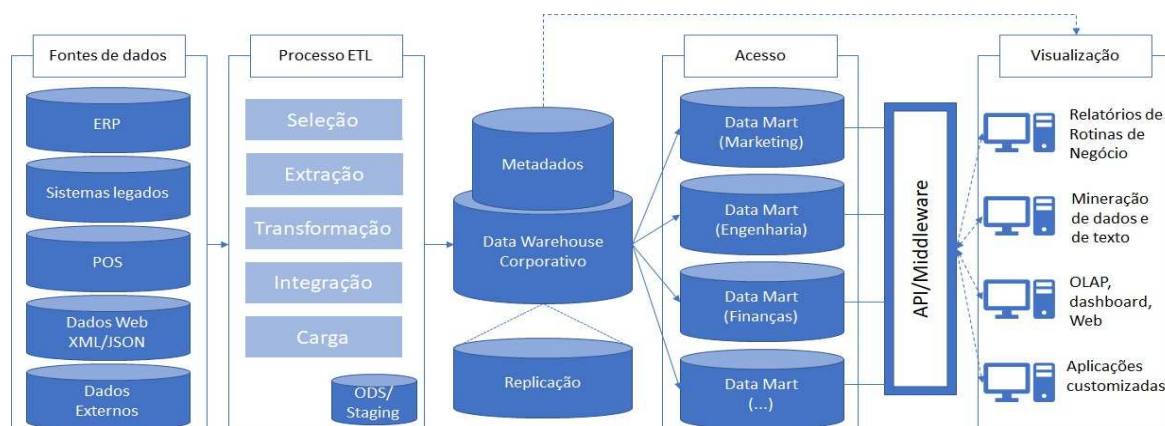 Fontes de dados
ERP
Sistemas legados
POS
Dados Web
XML/JSON
Dados
Externos
Processo ETL
Seleção
Extração
Transformação
Integração
Carga
ODS/
Staging
Metadados
Data Warehouse
Corporativo
Replicação
Acesso
Data Mart
(Marketing)
Data Mart
(Engenharia)
Data Mart
(Finanças)
Data Mart
(...)
API/Middleware
Visualização
Relatórios de
Rotinas de
Negócio
Mineração
de dados e
de texto
OLAP,
dashboard,
Web
Aplicações
customizadas